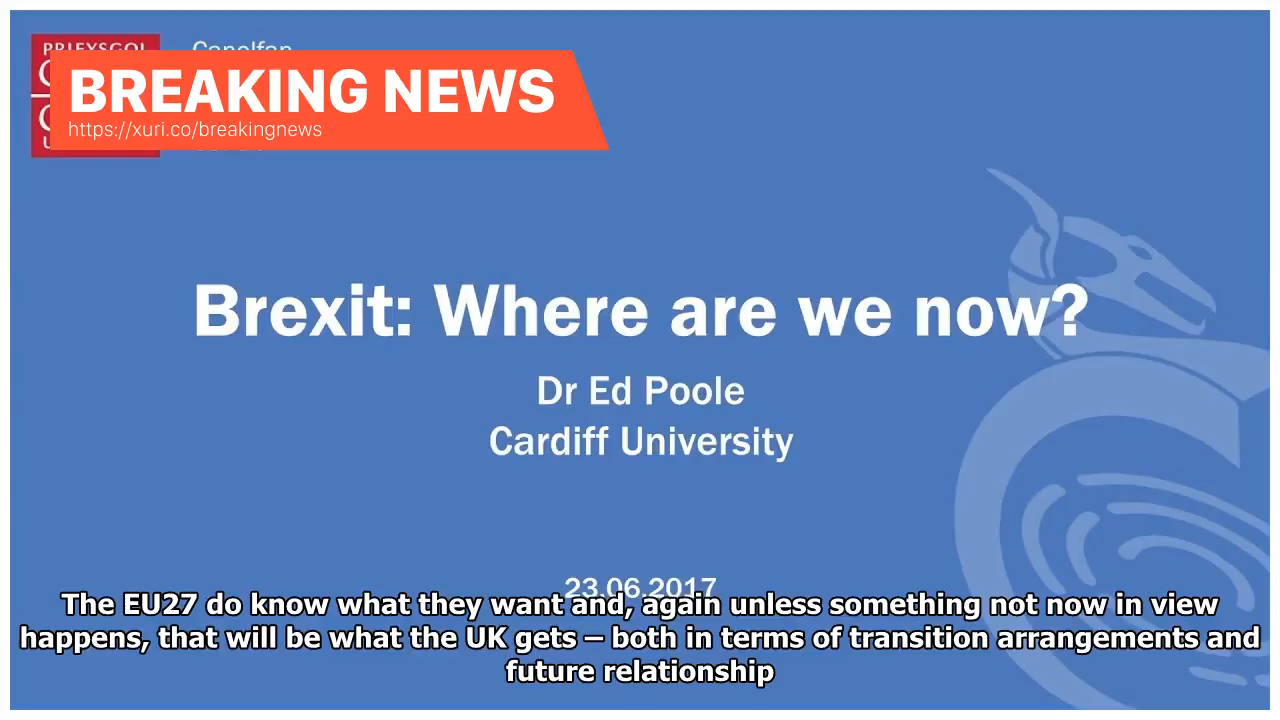 PRIFYSGOL
Canolfan
BREAKING NEWS
https://xuri.co/breakingnews
Brexit: Where are we now?
Dr Ed Poole
Cardiff University
23.06.2017
The EU27 do know what they want and, again unless something not now in view
happens, that will be what the UK gets – both in terms of transition arrangements and
future relationship